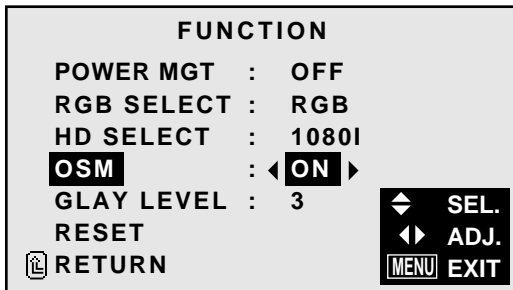 FUNCTION
POWER MGT : OFF
RGB SELECT : RGB
HD SELECT : 1080I
OSM : ON
GLAY LEVEL : 3
RESET
RETURN
SEL.
ADJ.
MENU EXIT